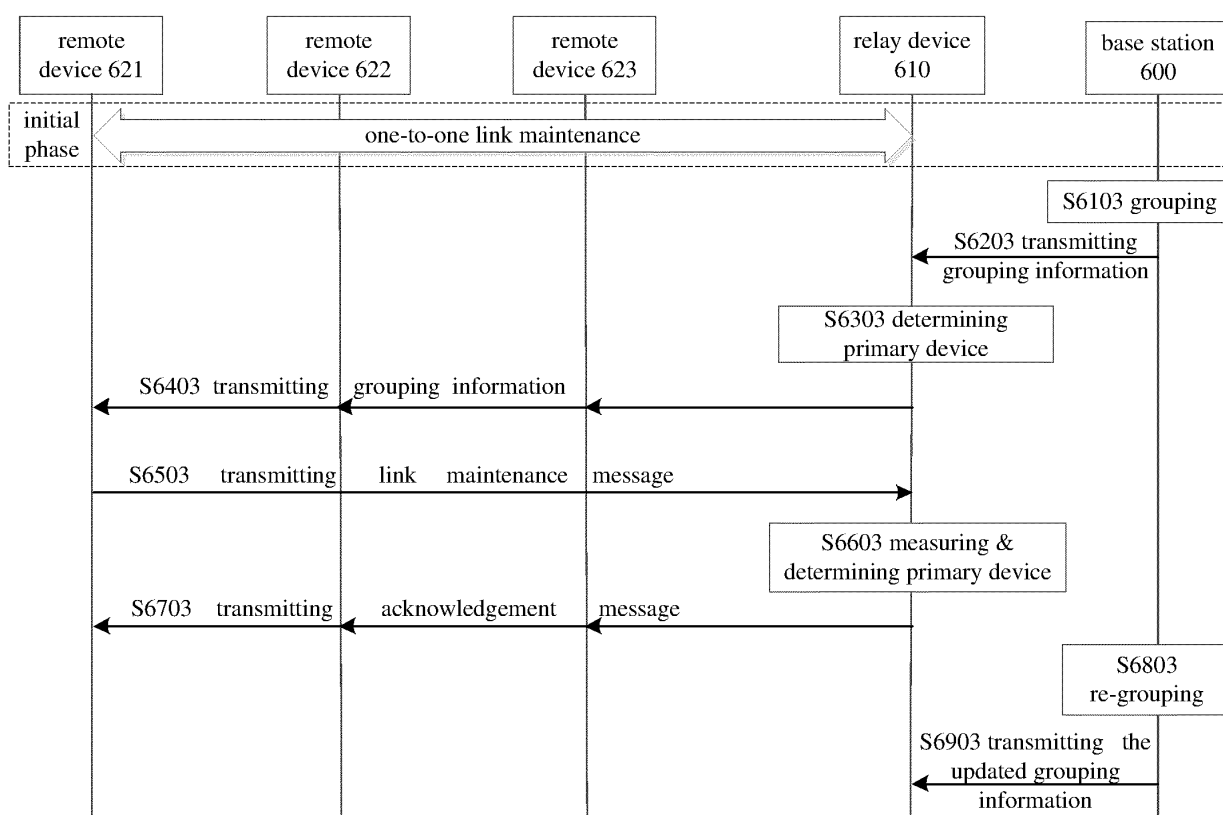 remote
device 621
remote
device 622
remote
device 623
relay device
610
base station
600
initial
phase
one-to-one link maintenance
S6103 grouping
S6203 transmitting
grouping information
S6303 determining
primary device
S6403 transmitting grouping information
S6503 transmitting link maintenance message
S6603 measuring &
determining primary device
S6703 transmitting acknowledgement message
S6803
re-grouping
S6903 transmitting the
updated grouping
information